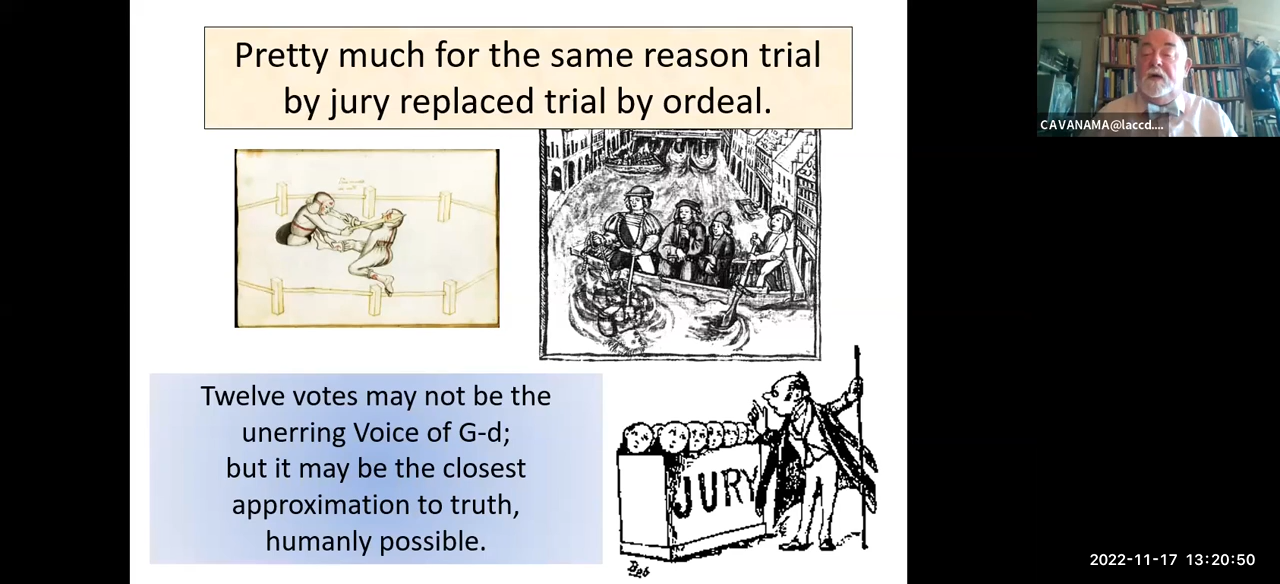 Pretty much for the same reason trial
by jury replaced trial by ordeal.
CAVANAMA@laccd....
Twelve votes may not be the
unerring Voice of G-d;
but it may be the closest
approximation to truth,
humanly possible.
JURY
Bob
2022-11-17 13:20:50